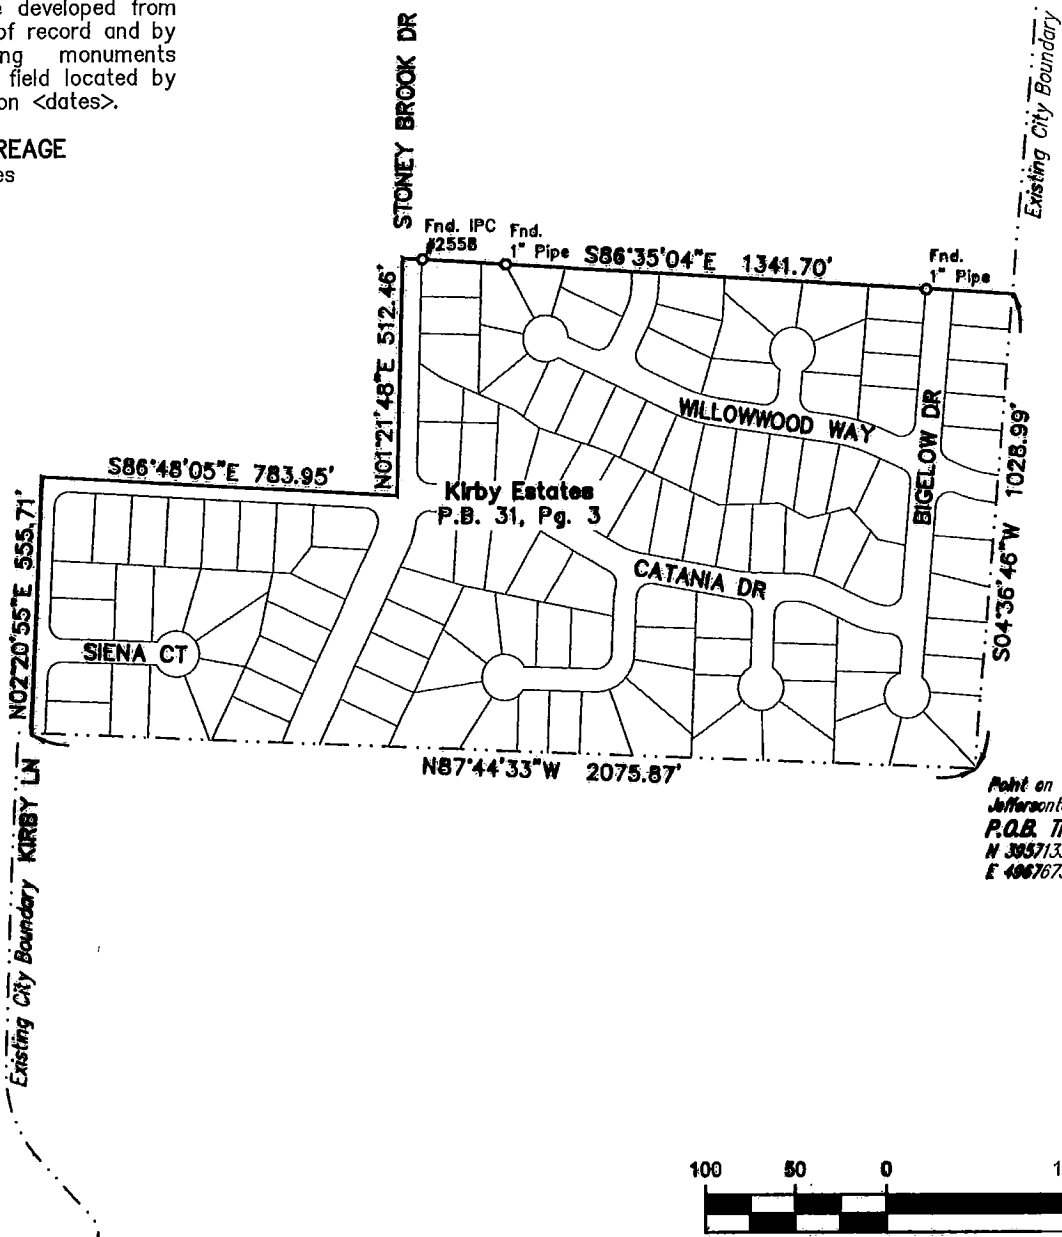 developed from
of record and by
monuments
field located by
on <dates>.
STONEY BROOK DR
Existing City Boundary
Fnd. IPC
#2558
Fnd.
1" Pipe
S86°35'04"E 1341.70'
Fnd.
1" Pipe
N01°21'48"E 512.46'
WILLOWWOOD WAY
BIGELOW DR
S04°36'46"W 1028.99'
S86°48'05"E 783.95'
Kirby Estates
P.B. 31, Pg. 3
N02°20'55"E 555.71'
CATANIA DR
SIENA CT
N87°44'33"W 2075.87'
KIRBY LN
Existing City Boundary
Point on
P.O.B.
100 50 0